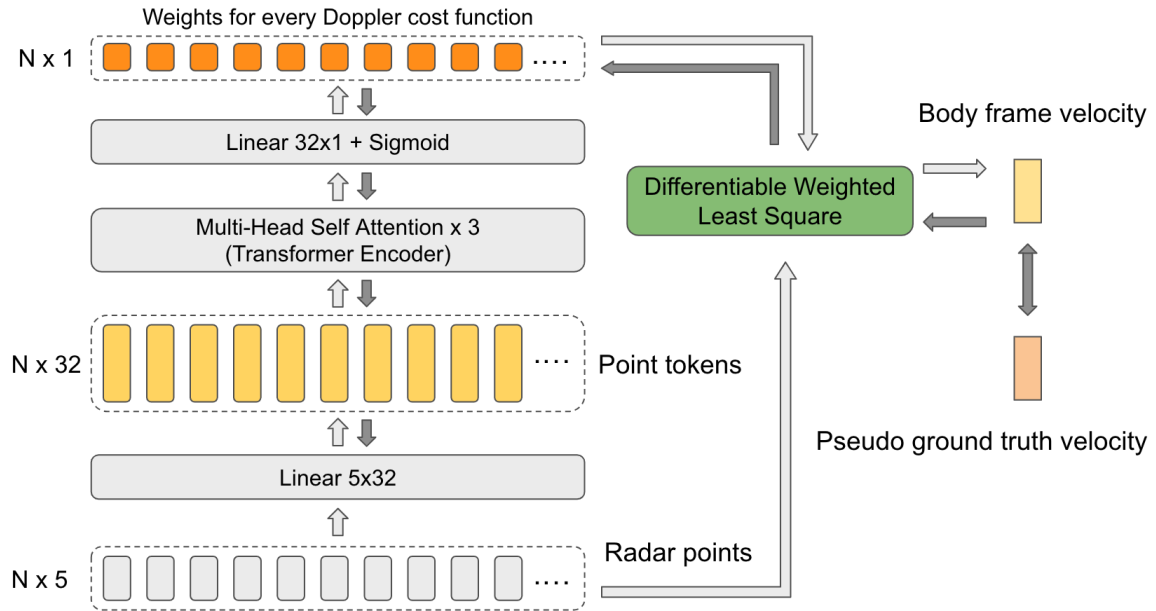 Weights for every Doppler cost function
N x 1
....
Linear 32x1 + Sigmoid
Multi-Head Self Attention x 3
(Transformer Encoder)
N x 32
....
Point tokens
Linear 5x32
N x 5
....
Radar points
Differentiable Weighted
Least Square
Body frame velocity
Pseudo ground truth velocity